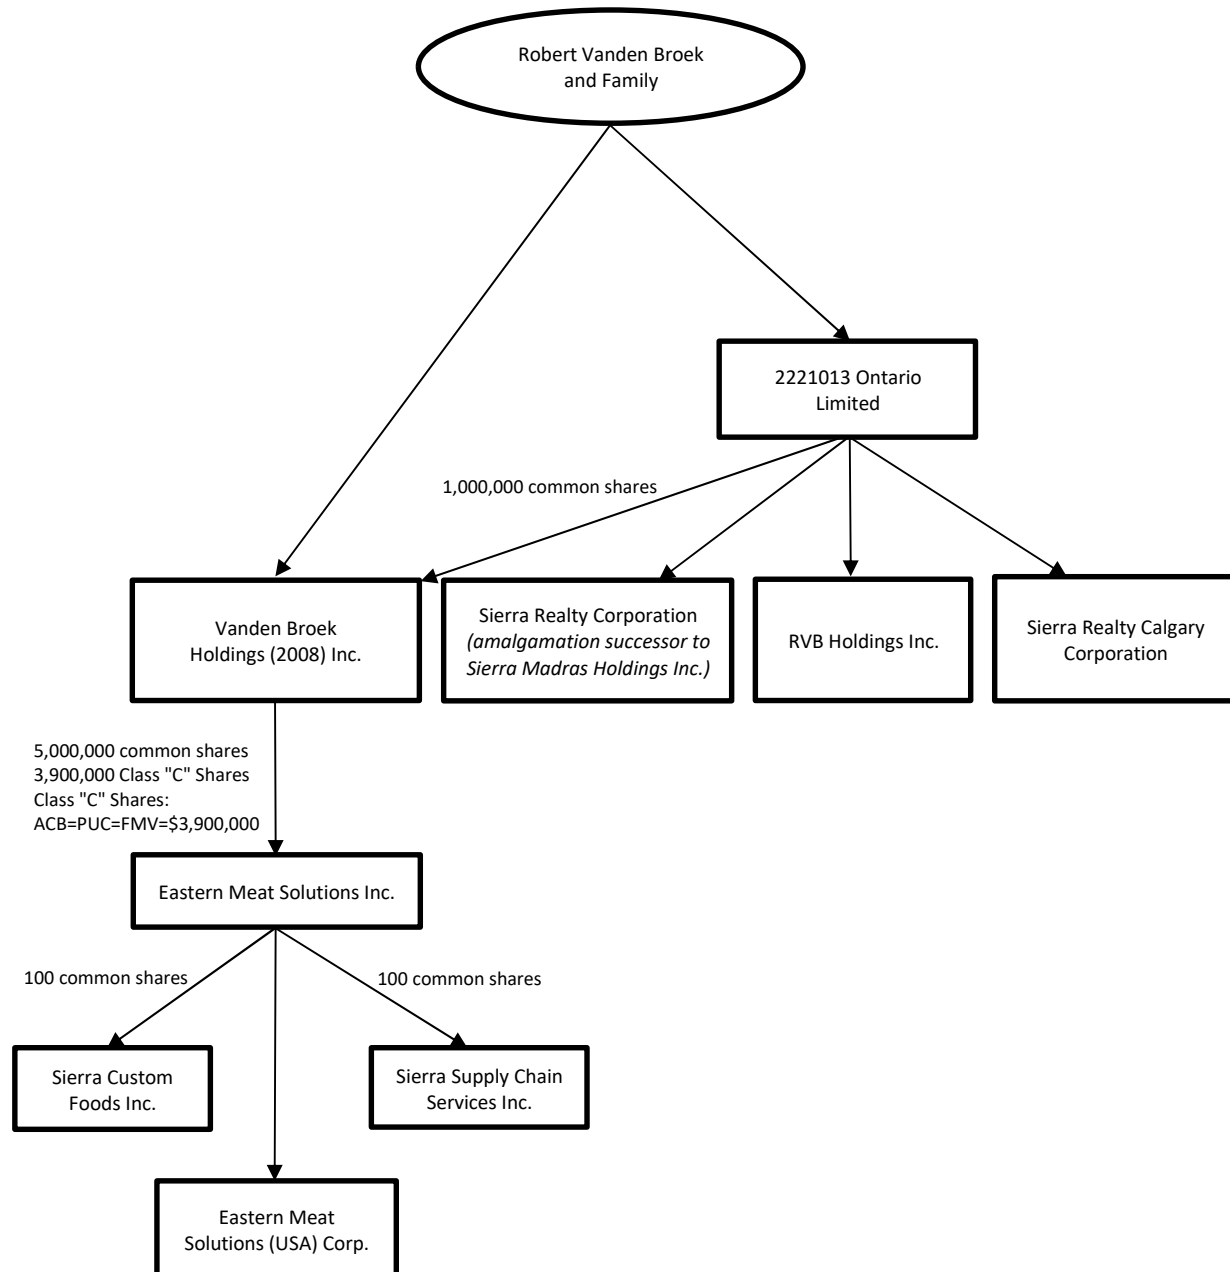 Robert Vanden Broek
and Family
2221013 Ontario
Limited
1,000,000 common shares
Vanden Broek
Holdings (2008) Inc.
Sierra Realty Corporation
(amalgamation successor to
Sierra Madras Holdings Inc.)
RVB Holdings Inc.
Sierra Realty Calgary
Corporation
5,000,000 common shares
3,900,000 Class "C" Shares
Class "C" Shares:
ACB=PUC=FMV=$3,900,000
Eastern Meat Solutions Inc.
100 common shares
100 common shares
Sierra Custom
Foods Inc.
Sierra Supply Chain
Services Inc.
Eastern Meat
Solutions (USA) Corp.